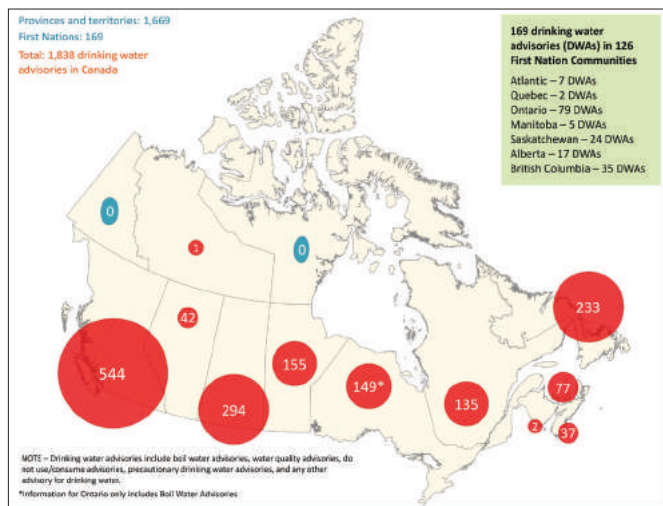 Provinces and territories: 1,669
First Nations: 169
Total: 1,838 drinking water
advisories in Canada
169 drinking water
advisories (DWAs) in 126
First Nation Communities
Atlantic – 7 DWAs
Quebec – 2 DWAs
Ontario – 79 DWAs
Manitoba – 5 DWAs
Saskatchewan – 24 DWAs
Alberta – 17 DWAs
British Columbia – 35 DWAs
0
1
0
42
233
544
294
155
149*
135
77
2
37
NOTE – Drinking water advisories include boil water advisories, water quality advisories, do
not use/consume advisories, precautionary drinking water advisories, and any other
advisory for drinking water.
*Information for Ontario only includes Boil Water Advisories